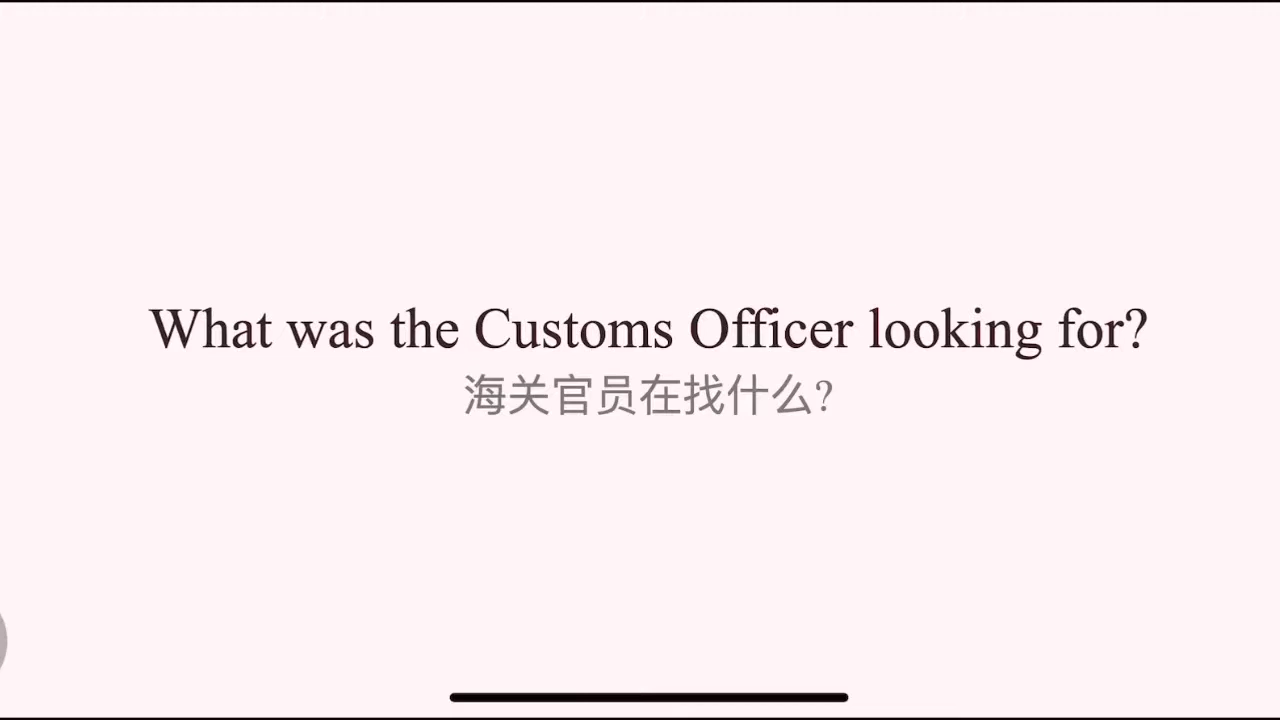 What was the Customs Officer looking for?
海关官员在找什么?